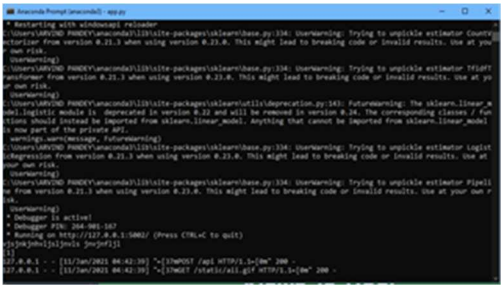 Anaconda Prompt (anaconda3) - app.py
* Restarting with windowsapi reloader
C:\Users\ARVIND PANDEY\anaconda3\lib\site-packages\sklearn\base.py:334: UserWarning: Trying to unpickle estimator CountV
ectorizer from version 0.21.3 when using version 0.23.0. This might lead to breaking code or invalid results. Use at you
r own risk.
UserWarning)
C:\Users\ARVIND PANDEY\anaconda3\lib\site-packages\sklearn\base.py:334: UserWarning: Trying to unpickle estimator TfidfT
ransformer from version 0.21.3 when using version 0.23.0. This might lead to breaking code or invalid results. Use at yo
ur own risk.
UserWarning)
C:\Users\ARVIND PANDEY\anaconda3\lib\site-packages\sklearn\utils\deprecation.py:143: FutureWarning: The sklearn.linear_m
odel.logistic module is deprecated in version 0.22 and will be removed in version 0.24. The corresponding classes / fun
ctions should instead be imported from sklearn.linear_model. Anything that cannot be imported from sklearn.linear_model
is now part of the private API.
warnings.warn(message, FutureWarning)
C:\Users\ARVIND PANDEY\anaconda3\lib\site-packages\sklearn\base.py:334: UserWarning: Trying to unpickle estimator Logist
icRegression from version 0.21.3 when using version 0.23.0. This might lead to breaking code or invalid results. Use at
your own risk.
UserWarning)
C:\Users\ARVIND PANDEY\anaconda3\lib\site-packages\sklearn\base.py:334: UserWarning: Trying to unpickle estimator Pipeli
ne from version 0.21.3 when using version 0.23.0. This might lead to breaking code or invalid results. Use at your own r
isk.
UserWarning)
* Debugger is active!
* Debugger PIN: 264-901-167
* Running on http://127.0.0.1:5002/ (Press CTRL+C to quit)
[1]
127.0.0.1 - - [11/Jan/2021 04:42:39] "←[37mPOST /api HTTP/1.1←[0m" 200 -
127.0.0.1 - - [11/Jan/2021 04:42:39] "←[37mGET /static/all.gif HTTP/1.1←[0m" 200 -